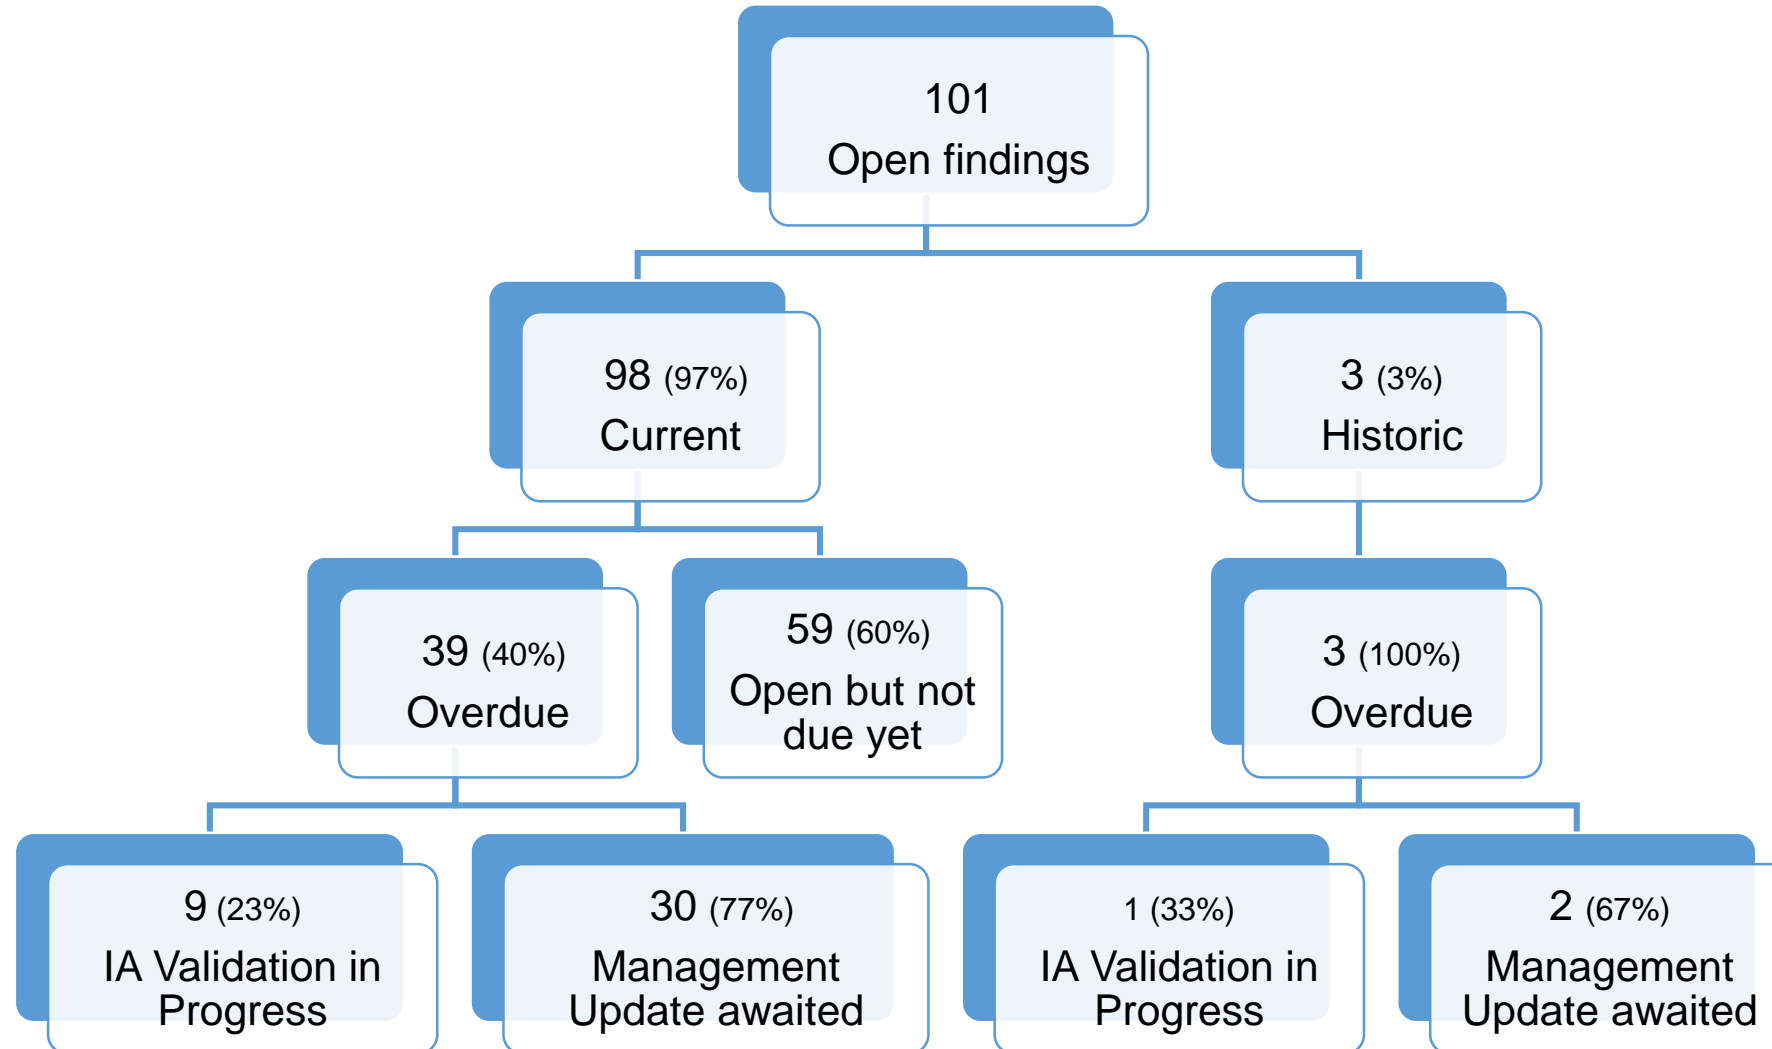 101
Open findings
98 (97%)
Current
3 (3%)
Historic
39 (40%)
Overdue
59 (60%)
Open but not
due yet
3 (100%)
Overdue
9 (23%)
IA Validation in
Progress
30 (77%)
Management
Update awaited
1 (33%)
IA Validation in
Progress
2 (67%)
Management
Update awaited